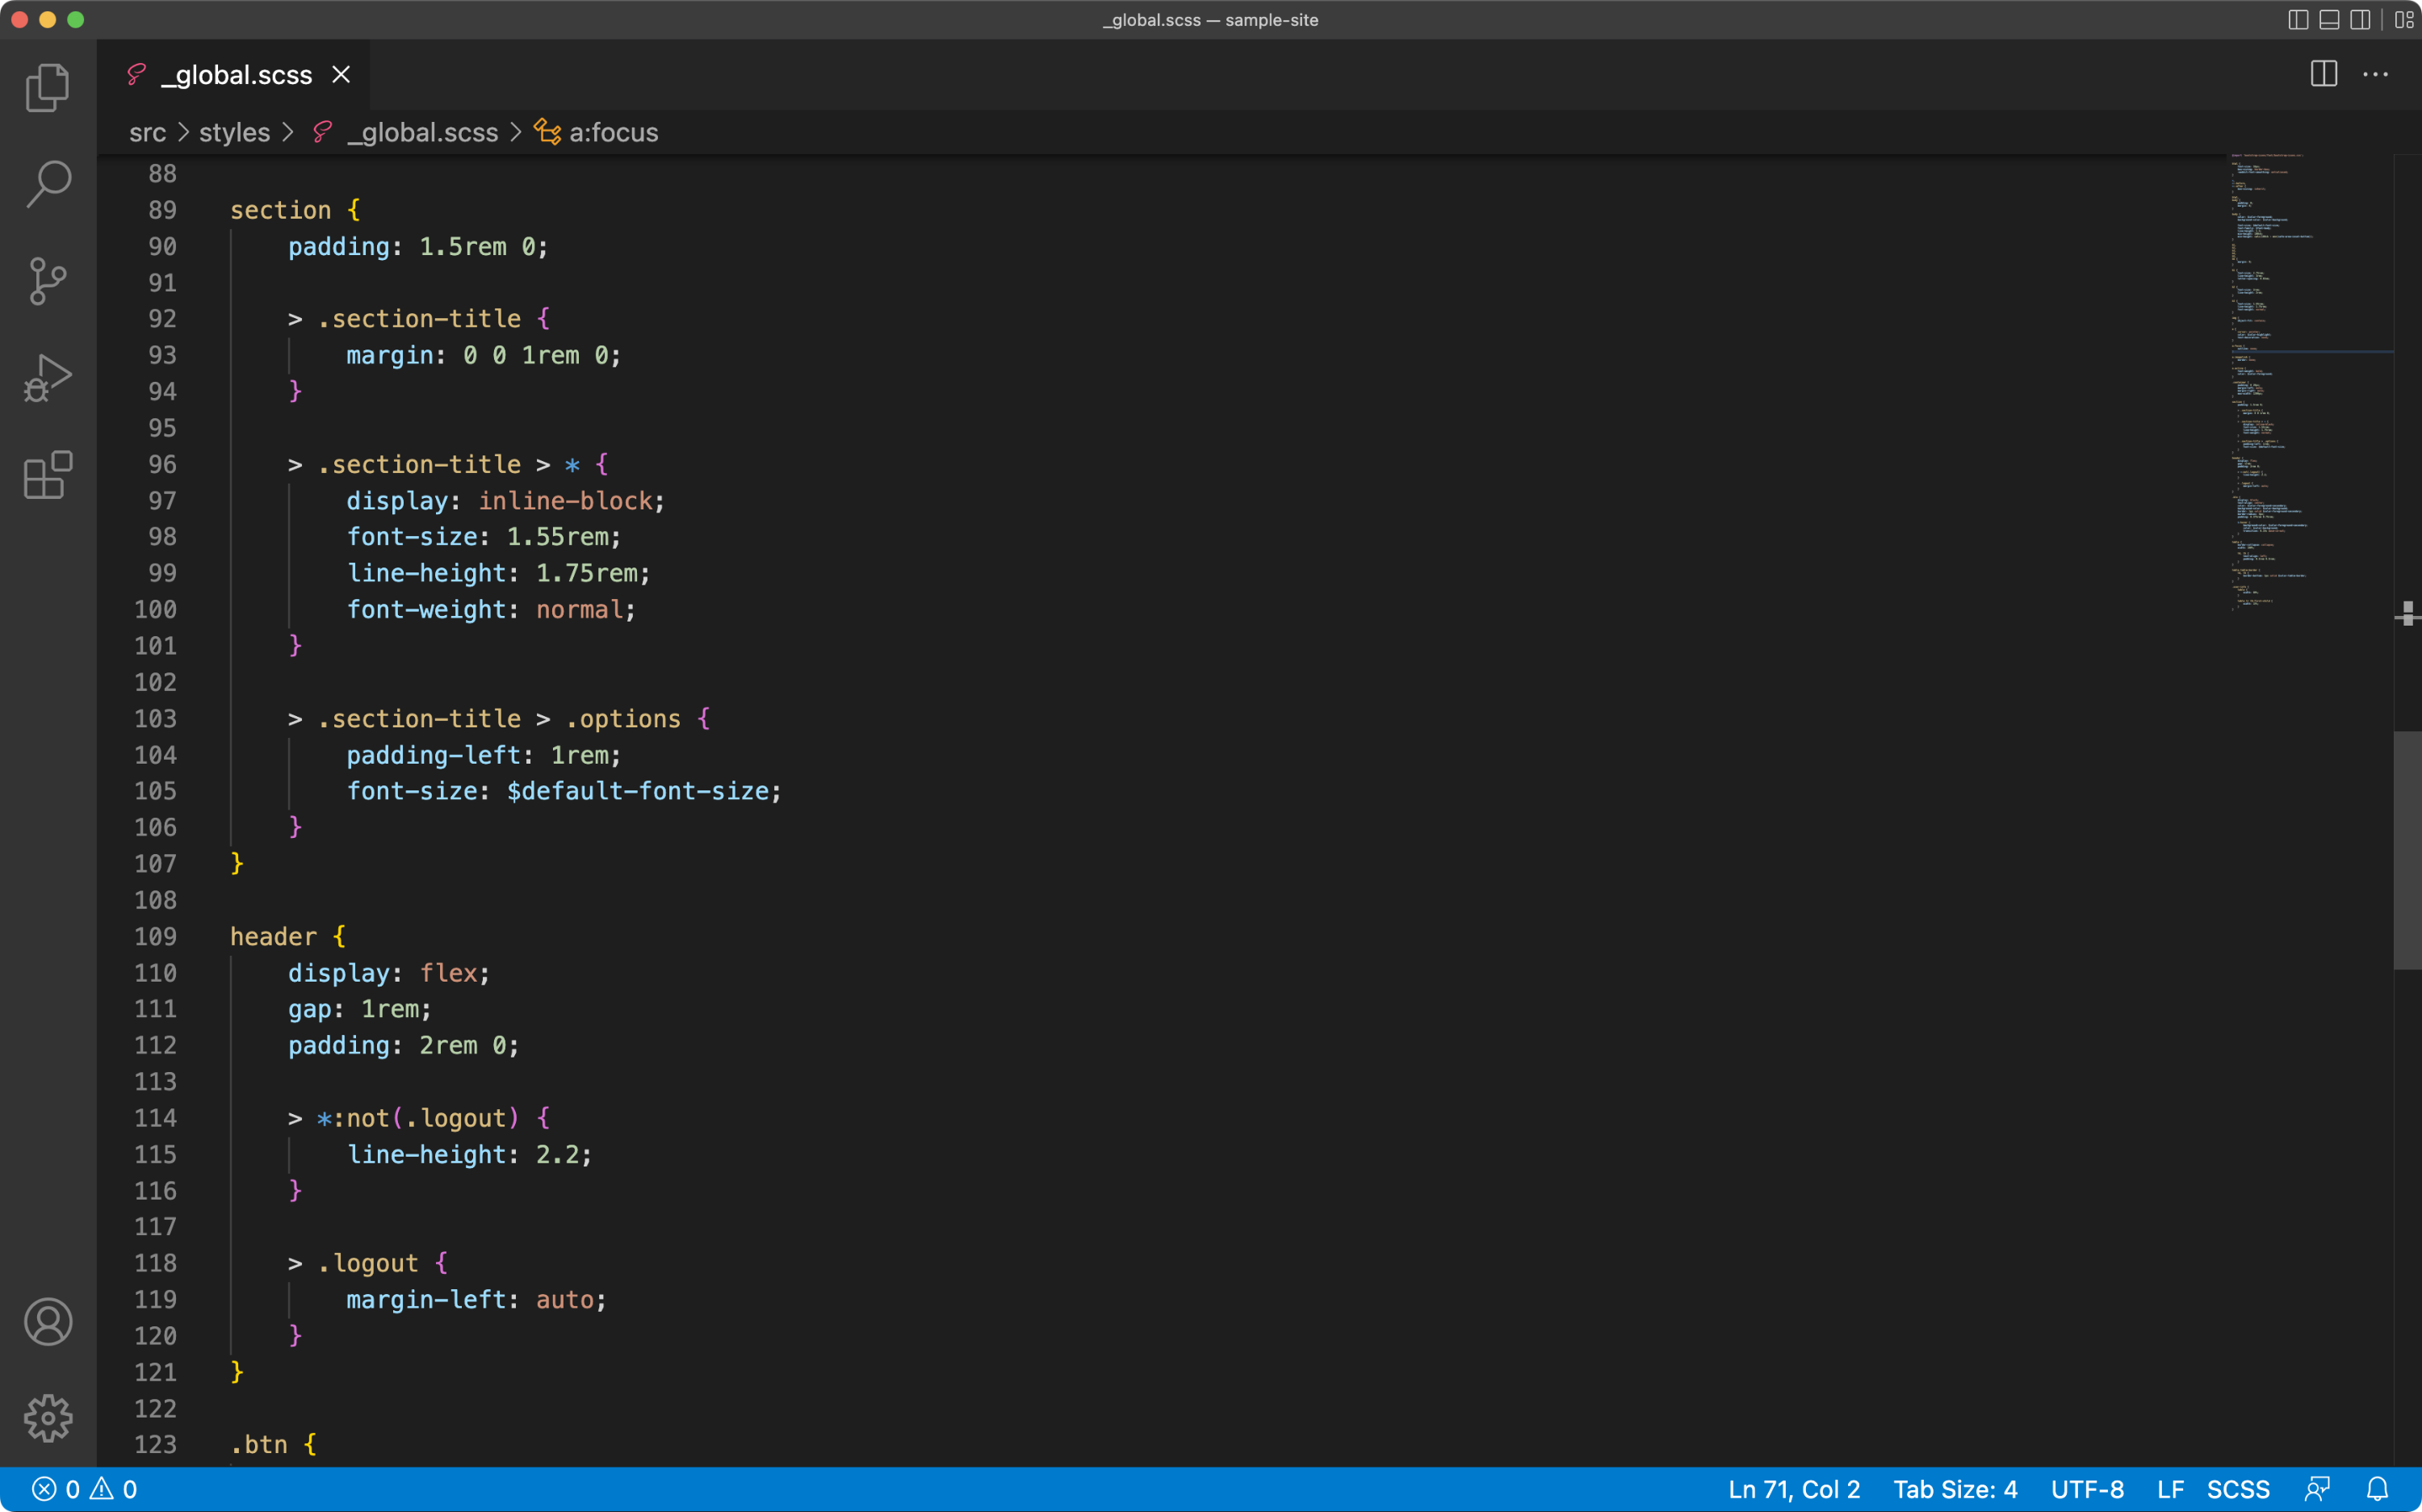 _global.scss — sample-site
_global.scss
src > styles > _global.scss > a:focus
88
89 section {
90 padding: 1.5rem 0;
91
92 > .section-title {
93 margin: 0 0 1rem 0;
94 }
95
96 > .section-title > * {
97 display: inline-block;
98 font-size: 1.55rem;
99 line-height: 1.75rem;
100 font-weight: normal;
101 }
102
103 > .section-title > .options {
104 padding-left: 1rem;
105 font-size: $default-font-size;
106 }
107 }
108
109 header {
110 display: flex;
111 gap: 1rem;
112 padding: 2rem 0;
113
114 > *:not(.logout) {
115 line-height: 2.2;
116 }
117
118 > .logout {
119 margin-left: auto;
120 }
121 }
122
123 .btn {
0 0 Ln 71, Col 2 Tab Size: 4 UTF-8 LF SCSS